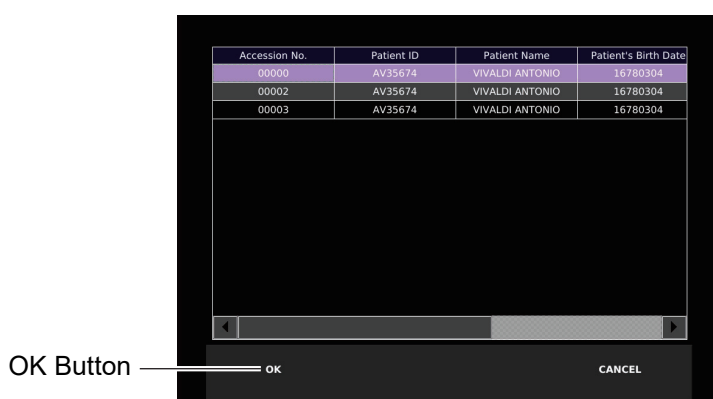 Accession No. Patient ID Patient Name Patient's Birth Date
00000 AV35674 VIVALDI ANTONIO 16780304
00002 AV35674 VIVALDI ANTONIO 16780304
00003 AV35674 VIVALDI ANTONIO 16780304
OK Button OK CANCEL